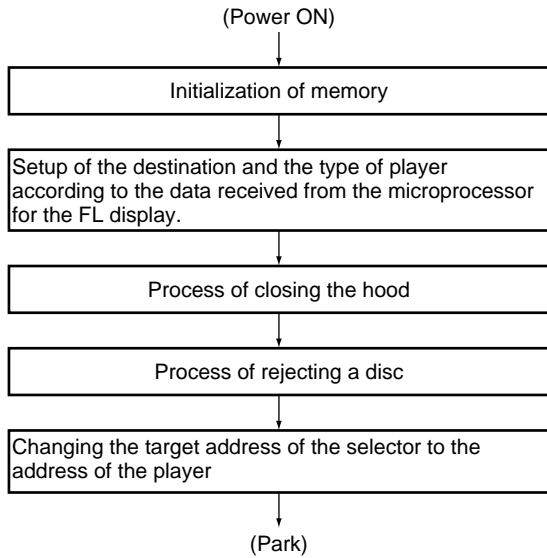 (Power ON)
Initialization of memory
Setup of the destination and the type of player
according to the data received from the microprocessor
for the FL display.
Process of closing the hood
Process of rejecting a disc
Changing the target address of the selector to the
address of the player
(Park)